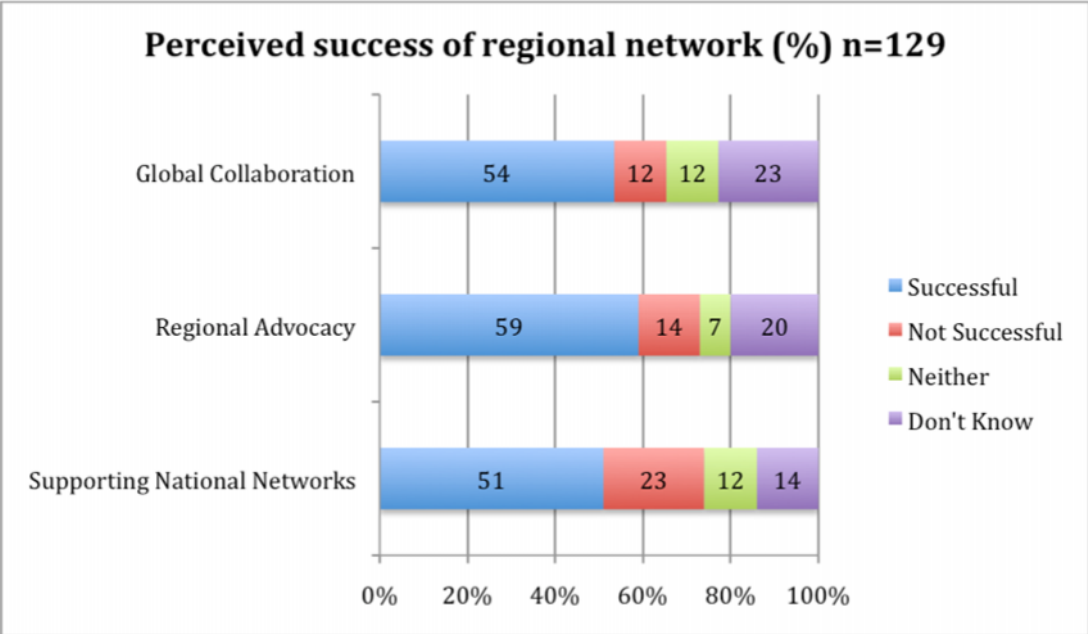 Perceived success of regional network (%) n=129
Global Collaboration
54 12 12 23
Regional Advocacy
59 14 7 20
Supporting National Networks
51 23 12 14
0% 20% 40% 60% 80% 100%
Successful
Not Successful
Neither
Don't Know